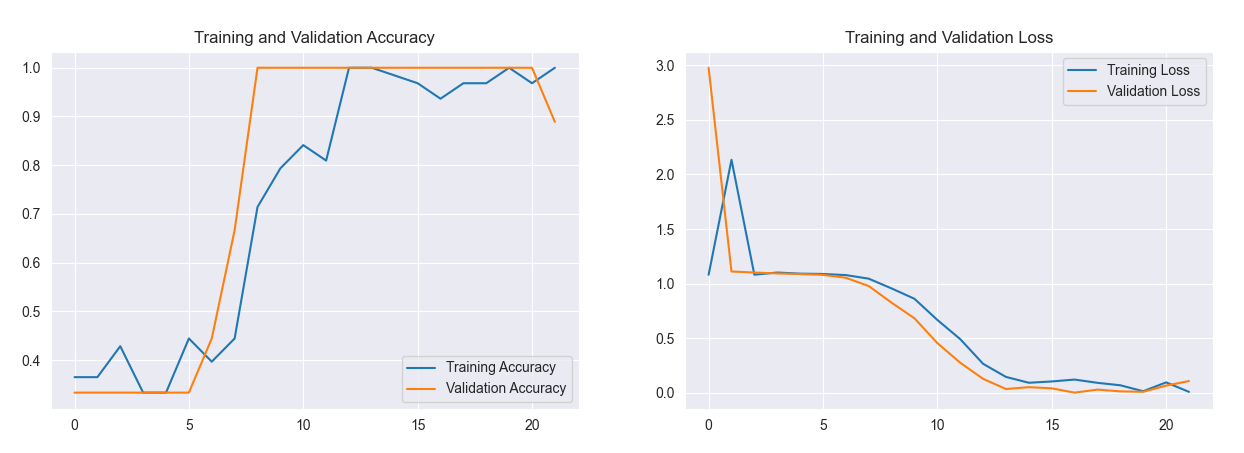 Training and Validation Accuracy
1.0
0.9
0.8
0.7
0.6
0.5
0.4
0 5 10 15 20
Training Accuracy
Validation Accuracy
Training and Validation Loss
3.0
2.5
2.0
1.5
1.0
0.5
0.0
0 5 10 15 20
Training Loss
Validation Loss